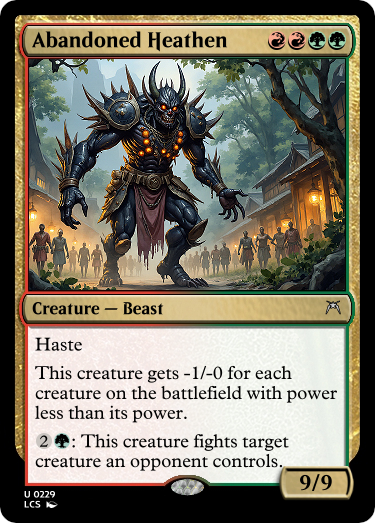 Abandoned Heathen
Creature — Beast
Haste
This creature gets -1/-0 for each
creature on the battlefield with power
less than its power.
2 : This creature fights target
creature an opponent controls.
9/9
U 0229
LCS